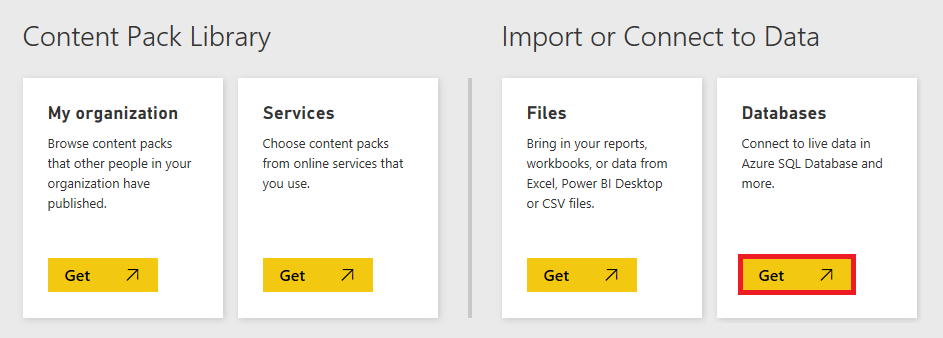 Content Pack Library
My organization
Browse content packs
that other people in your
organization have
published.
Get
Services
Choose content packs
from online services that
you use.
Get
Import or Connect to Data
Files
Bring in your reports,
workbooks, or data from
Excel, Power BI Desktop
or CSV files.
Get
Databases
Connect to live data in
Azure SQL Database and
more.
Get